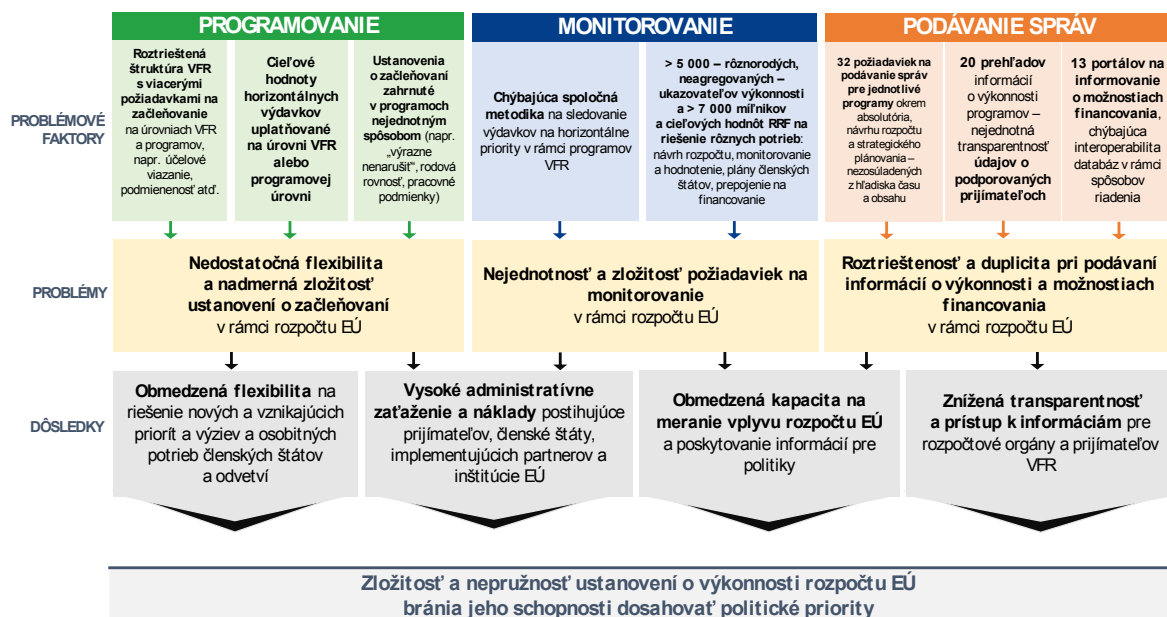 PROGRAMOVANIE
MONITOROVANIE
PODÁVANIE SPRÁV
PROBLÉMOVÉ
FAKTORY
Roztrieštená
štruktúra VFR
s viacerými
požiadavkami na
začleňovanie
na úrovniach VFR
a programov,
napr. účelové
viazanie,
podmienenosť atď.
Cieľové
hodnoty
horizontálnych
výdavkov
uplatňované
na úrovni VFR
alebo
programovej
úrovni
Ustanovenia
o začleňovaní
zahrnuté
v programoch
nejednotným
spôsobom (napr.
„výrazne
nenarušiť“, rodová
rovnosť, pracovné
podmienky)
Chýbajúca spoločná
metodika na sledovanie
výdavkov na horizontálne
priority v rámci programov
VFR
> 5 000 – rôznorodých,
neagregovaných –
ukazovateľov výkonnosti
a > 7 000 míľnikov
a cieľových hodnôt RRF na
riešenie rôznych potrieb:
návrh rozpočtu, monitorovanie
a hodnotenie, plány členských
štátov, prepojenie na
financovanie
32 požiadaviek na
podávanie správ
pre jednotlivé
programy okrem
absolutória,
návrhu rozpočtu
a strategického
plánovania –
nezosúladených
z hľadiska času
a obsahu
20 prehľadov
informácií
o výkonnosti
programov –
nejednotná
transparentnosť
údajov o
podporovaných
prijímateľoch
13 portálov na
informovanie
o možnostiach
financovania,
chýbajúca
interoperabilita
databáz v rámci
spôsobov
riadenia
PROBLÉMY
Nedostatočná flexibilita
a nadmerná zložitosť
ustanovení o začleňovaní
v rámci rozpočtu EÚ
Nejednotnosť a zložitosť požiadaviek na
monitorovanie
v rámci rozpočtu EÚ
Roztrieštenosť a duplicita pri podávaní
informácií o výkonnosti a možnostiach
financovania
v rámci rozpočtu EÚ
DÔSLEDKY
Obmedzená flexibilita na
riešenie nových a vznikajúcich
priorít a výziev a osobitných
potrieb členských štátov
a odvetví
Vysoké administratívne
zaťaženie a náklady postihujúce
prijímateľov, členské štáty,
implementujúcich partnerov a
inštitúcie EÚ
Obmedzená kapacita na
meranie vplyvu rozpočtu EÚ
a poskytovanie informácií pre
politiky
Znížená transparentnosť
a prístup k informáciám pre
rozpočtové orgány a prijímateľov
VFR
Zložitosť a nepružnosť ustanovení o výkonnosti rozpočtu EÚ
bránia jeho schopnosti dosahovať politické priority